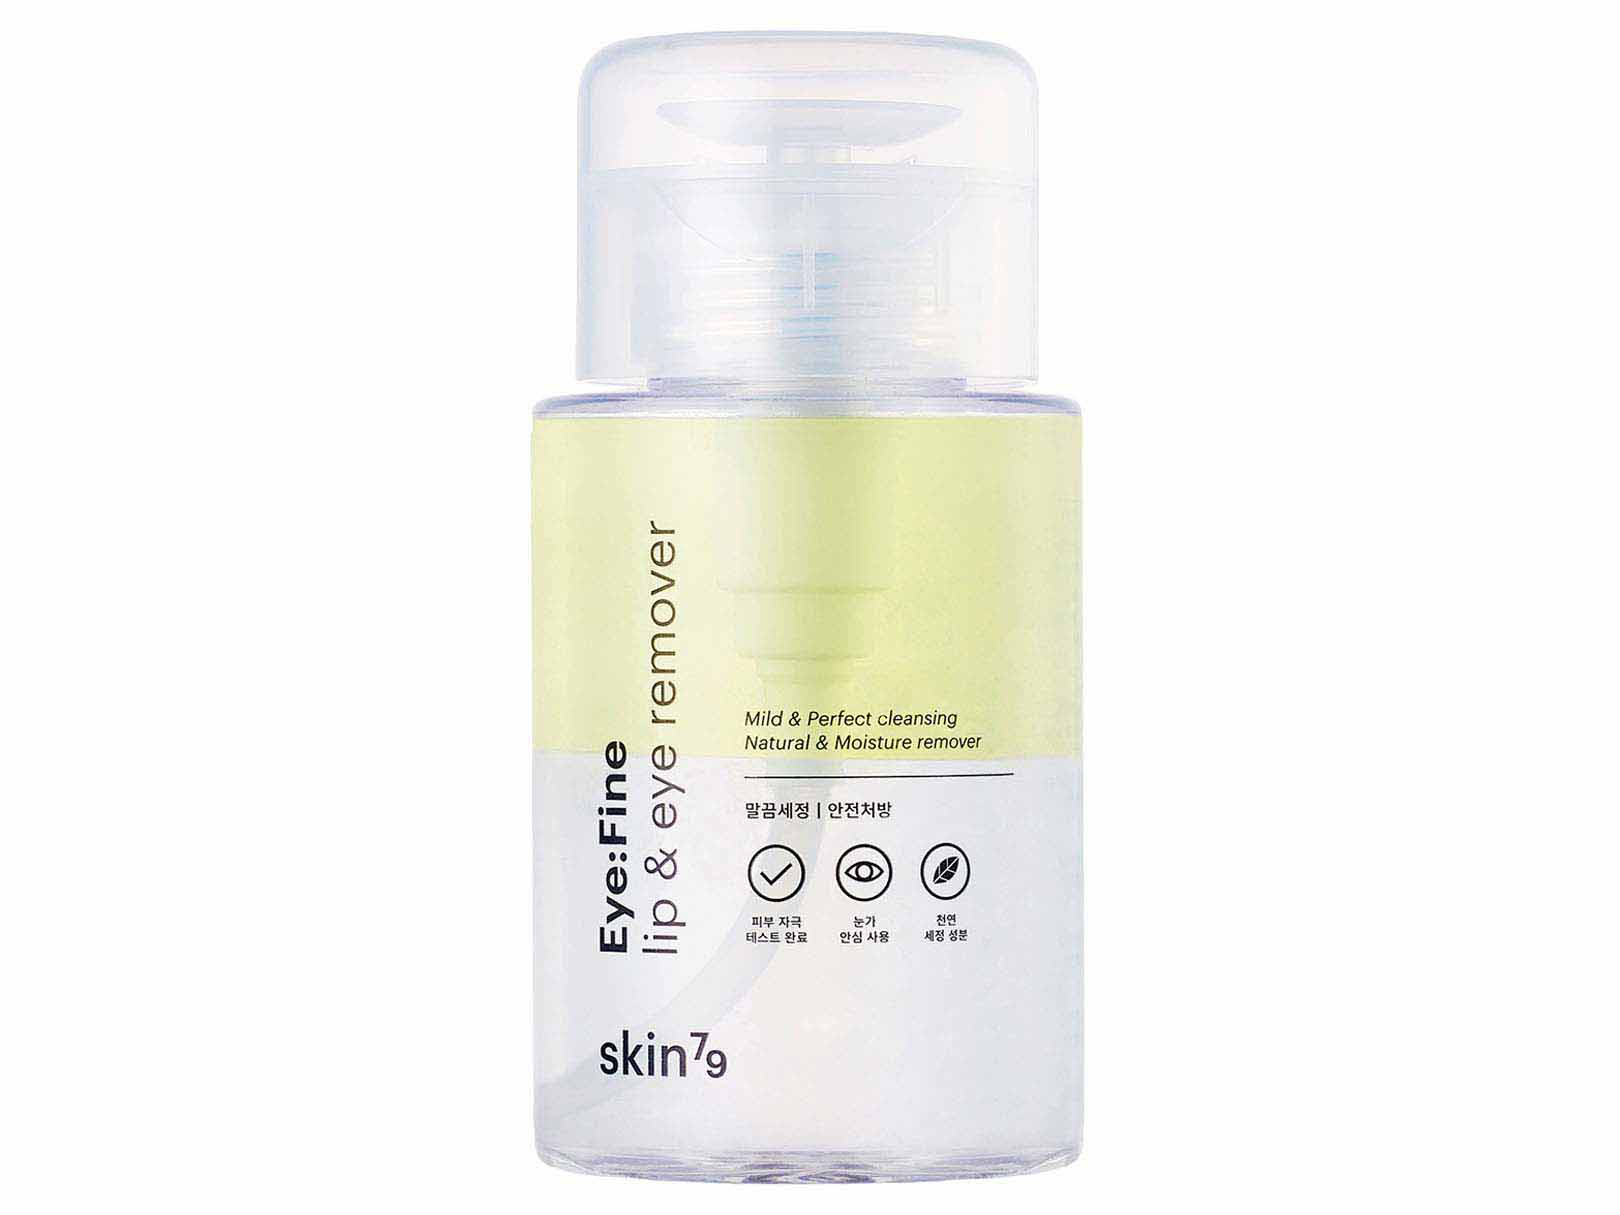 Eye:Fine
lip & eye remover
Mild & Perfect cleansing
Natural & Moisture remover
말끔세정 | 안전처방
피부 자극
테스트 완료
눈가
안심 사용
천연
세정 성분
skin79